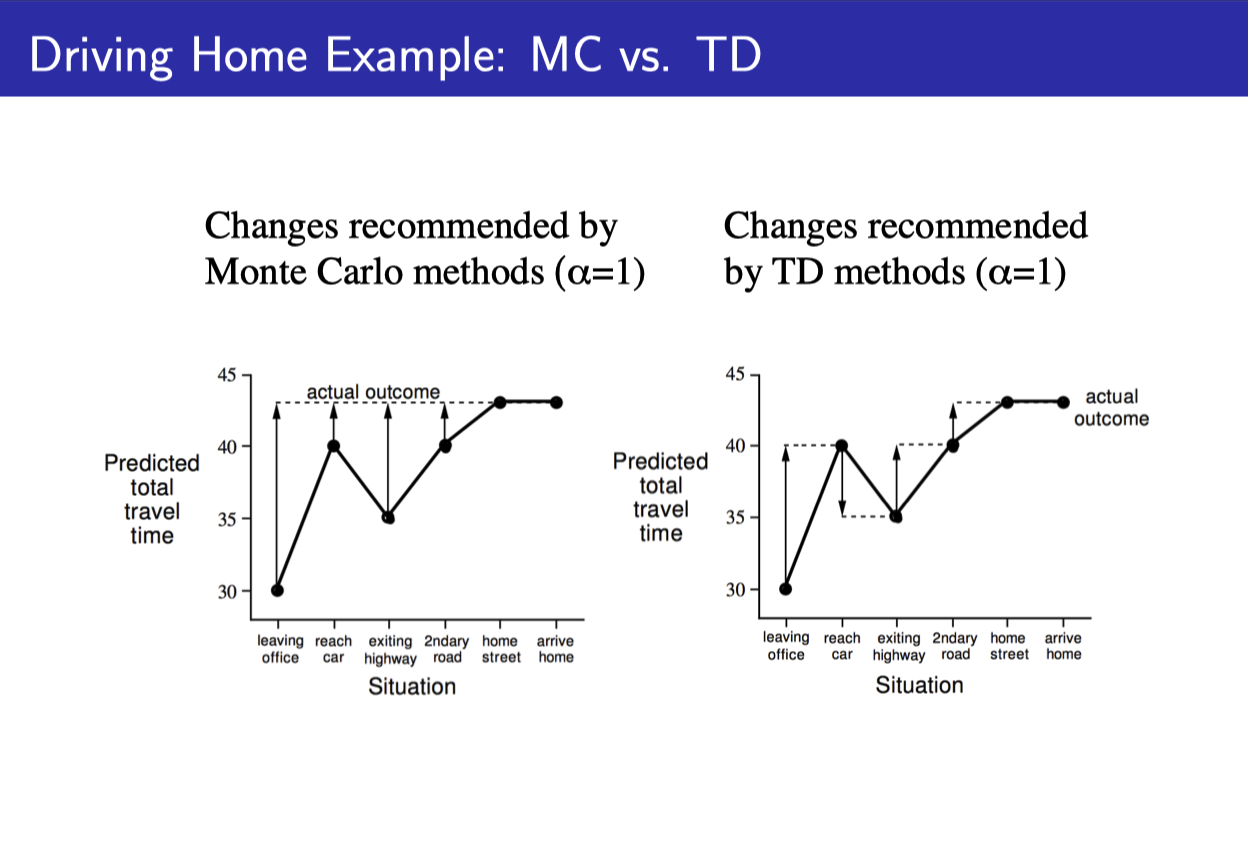 Driving Home Example: MC vs. TD
Changes recommended by
Monte Carlo methods (α=1)
45
40
35
30
actual outcome
Predicted
total
travel
time
leaving
office
reach
car
exiting
highway
2ndary
road
home
street
arrive
home
Situation
Changes recommended
by TD methods (α=1)
45
40
35
30
actual
outcome
Predicted
total
travel
time
leaving
office
reach
car
exiting
highway
2ndary
road
home
street
arrive
home
Situation